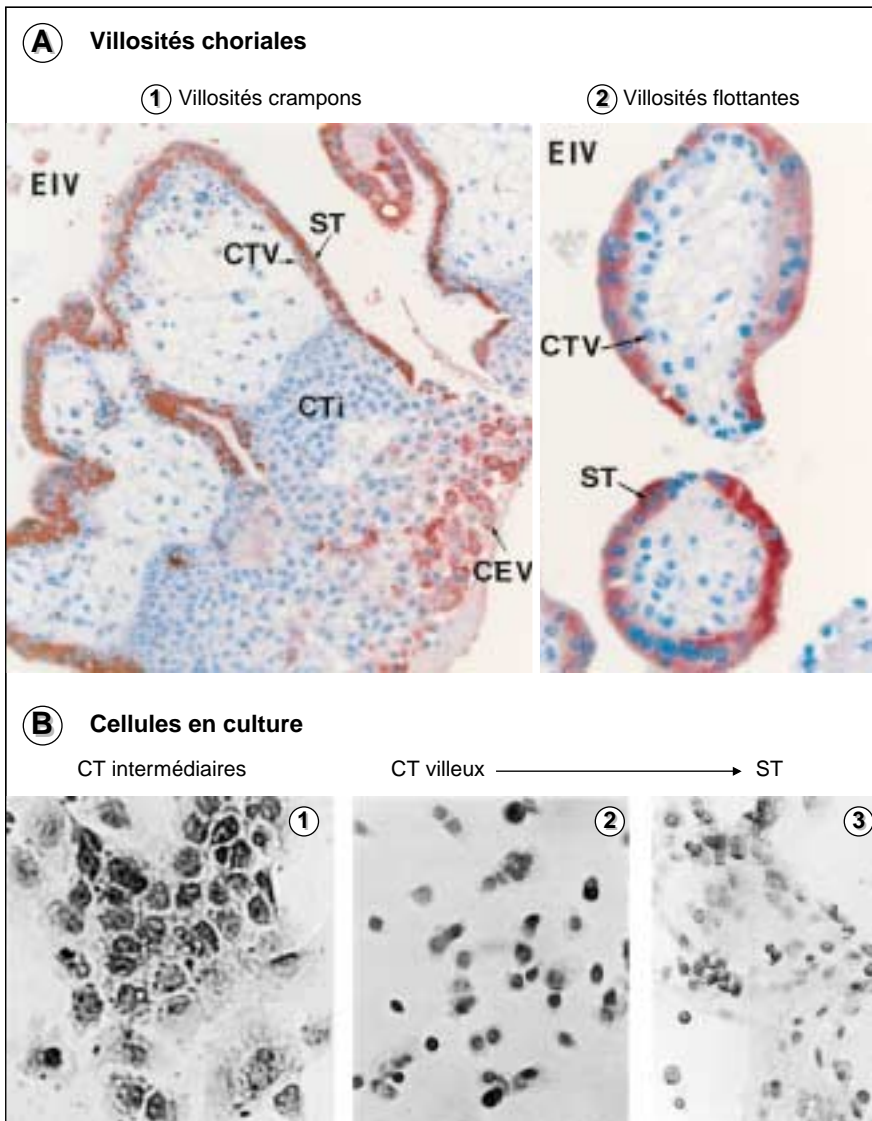 A Villosités choriales
1 Villosités crampons
2 Villosités flottantes
EIV
ST
CTV
CTi
CEV
EIV
CTV
ST
B Cellules en culture
CT intermédiaires
CT villeux
ST
1
2
3